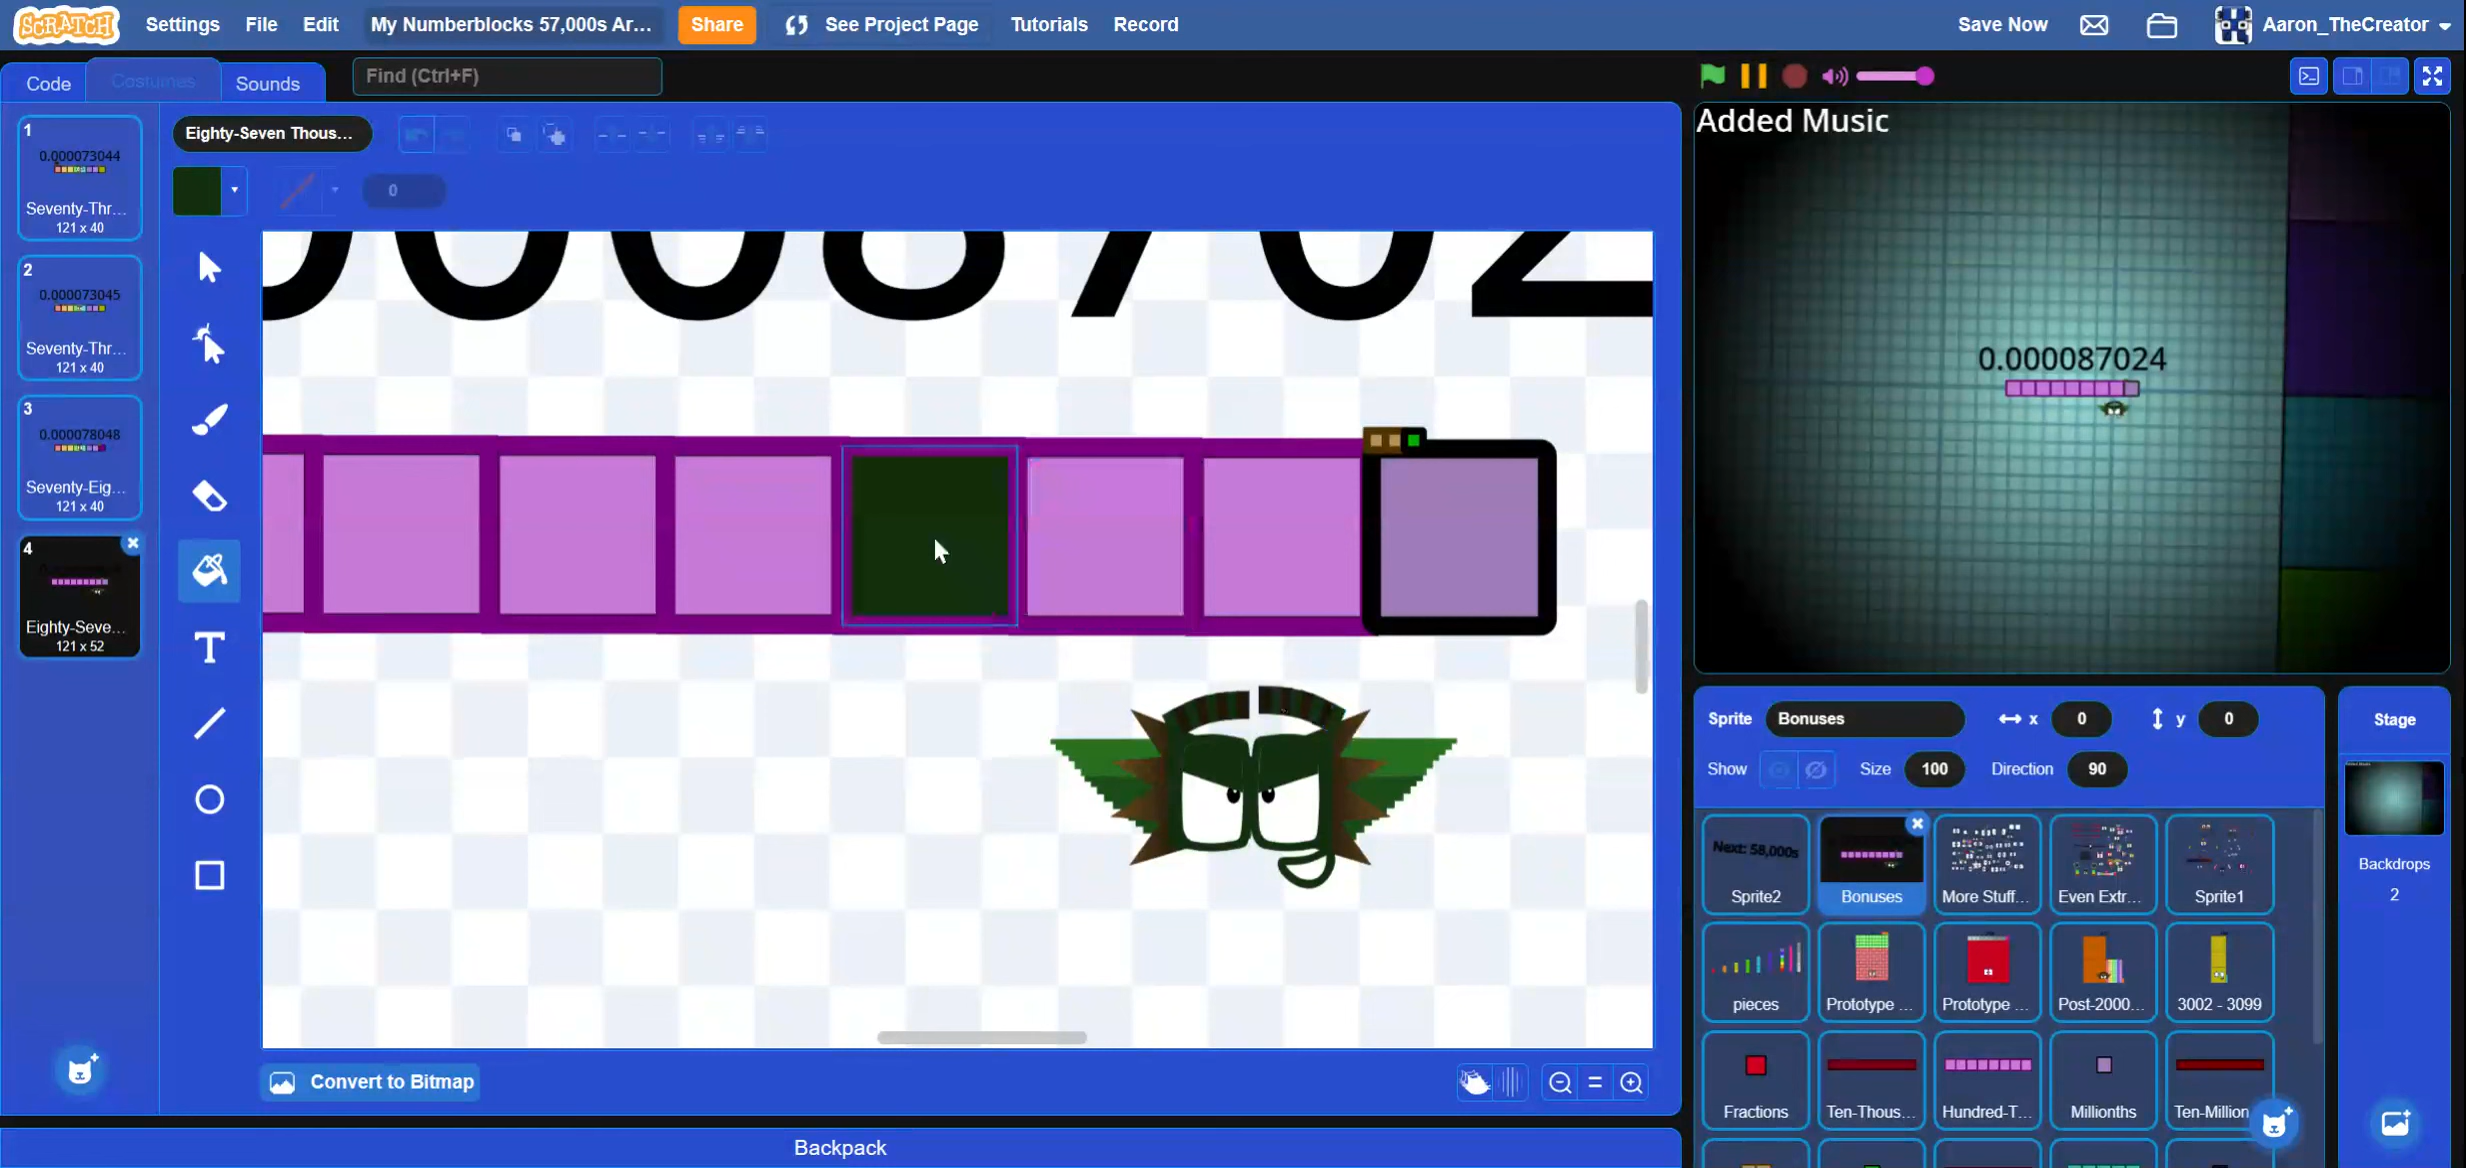 SCRATCH
Settings
File
Edit
My Numberblocks 57,000s Ar...
Share
See Project Page
Tutorials
Record
Save Now
Aaron_TheCreator
Code
Costumes
Sounds
Find (Ctrl+F)
1
0.000073044
Seventy-Thr...
121 x 40
2
0.000073045
Seventy-Thr...
121 x 40
3
0.000078048
Seventy-Eig...
121 x 40
4
Eighty-Seve...
121 x 52
Eighty-Seven Thous...
0
Convert to Bitmap
Backpack
Added Music
0.000087024
Sprite
Bonuses
x
0
y
0
Show
Size
100
Direction
90
Stage
Backdrops
2
Next: 58,000s
Sprite2
Bonuses
More Stuff...
Even Extr...
Sprite1
pieces
Prototype ...
Prototype ...
Post-2000...
3002 - 3099
Fractions
Ten-Thous...
Hundred-T...
Millionths
Ten-Million